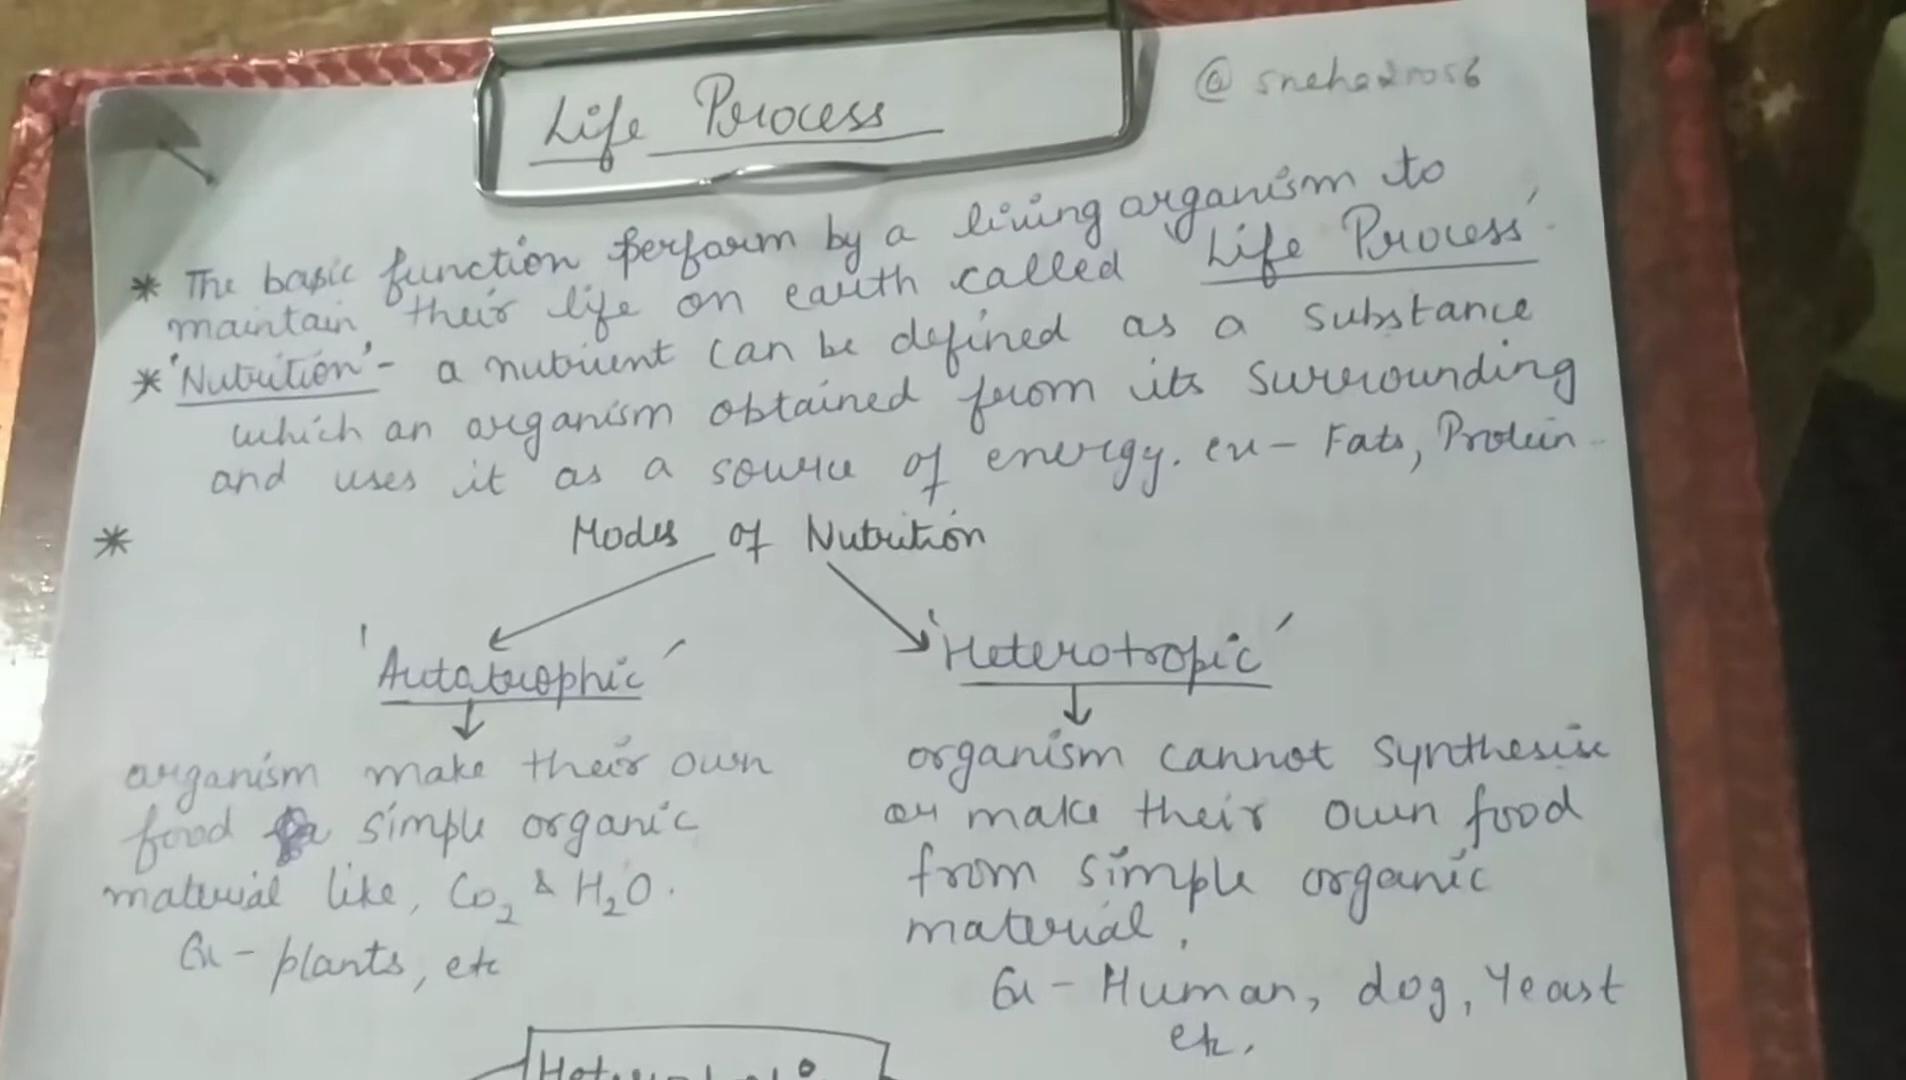 Life Process
@ sneha2056
* The basic function perform by a living organism to
maintain their life on earth called 'Life Process'.
* 'Nutrition' - a nutrient can be defined as a substance
which an organism obtained from its surrounding
and uses it as a source of energy. ex - Fats, Protein
* Modes of Nutrition
'Autotrophic'
'Heterotropic'
organism make their own
food simple organic
material like, CO₂ & H₂O.
Ex - plants, etc
organism cannot synthesise
or make their own food
from simple organic
material.
Ex - Human, dog, Yeast
etc.